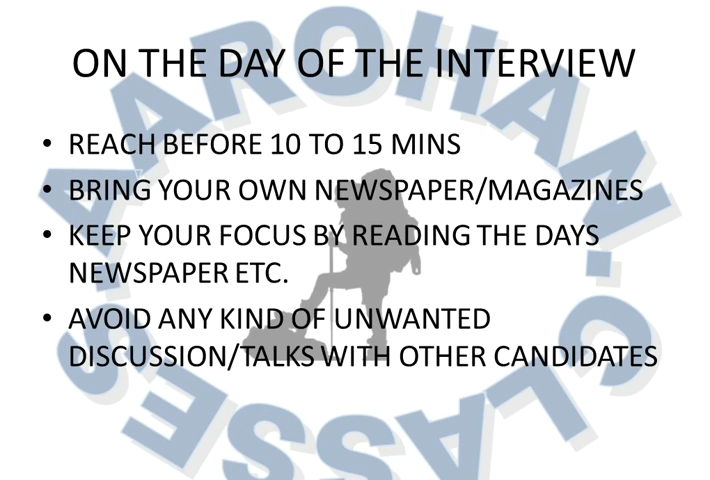 ON THE DAY OF THE INTERVIEW
• REACH BEFORE 10 TO 15 MINS
• BRING YOUR OWN NEWSPAPER/MAGAZINES
• KEEP YOUR FOCUS BY READING THE DAYS
NEWSPAPER ETC.
• AVOID ANY KIND OF UNWANTED
DISCUSSION/TALKS WITH OTHER CANDIDATES
AAROHAN.CLASSES.